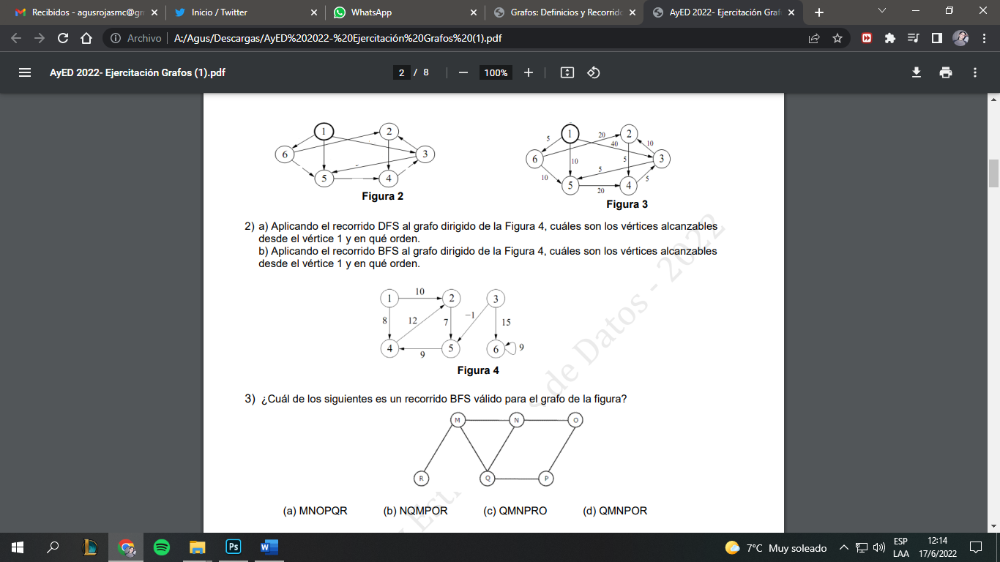 Recibidos - agusrojasmc@gm
Inicio / Twitter
WhatsApp
Grafos: Definicios y Recorrido
AyED 2022- Ejercitación Graf
Archivo
A:/Agus/Descargas/AyED%202022-%20Ejercitación%20Grafos%20(1).pdf
AyED 2022- Ejercitación Grafos (1).pdf
2 / 8
100%
1 2
6 3
5 4
Figura 2
1 2
6 3
5 4
5 20 40 10
10 5 5
10 20 5
Figura 3
2) a) Aplicando el recorrido DFS al grafo dirigido de la Figura 4, cuáles son los vértices alcanzables
desde el vértice 1 y en qué orden.
b) Aplicando el recorrido BFS al grafo dirigido de la Figura 4, cuáles son los vértices alcanzables
desde el vértice 1 y en qué orden.
10
1 2 3
8 12 7 −1 15
4 5 6 9
9
Figura 4
de Datos - 2022
3) ¿Cuál de los siguientes es un recorrido BFS válido para el grafo de la figura?
M N O
R Q P
(a) MNOPQR (b) NQMPOR (c) QMNPRO (d) QMNPOR
Ps
7°C Muy soleado
ESP
LAA
12:14
17/6/2022